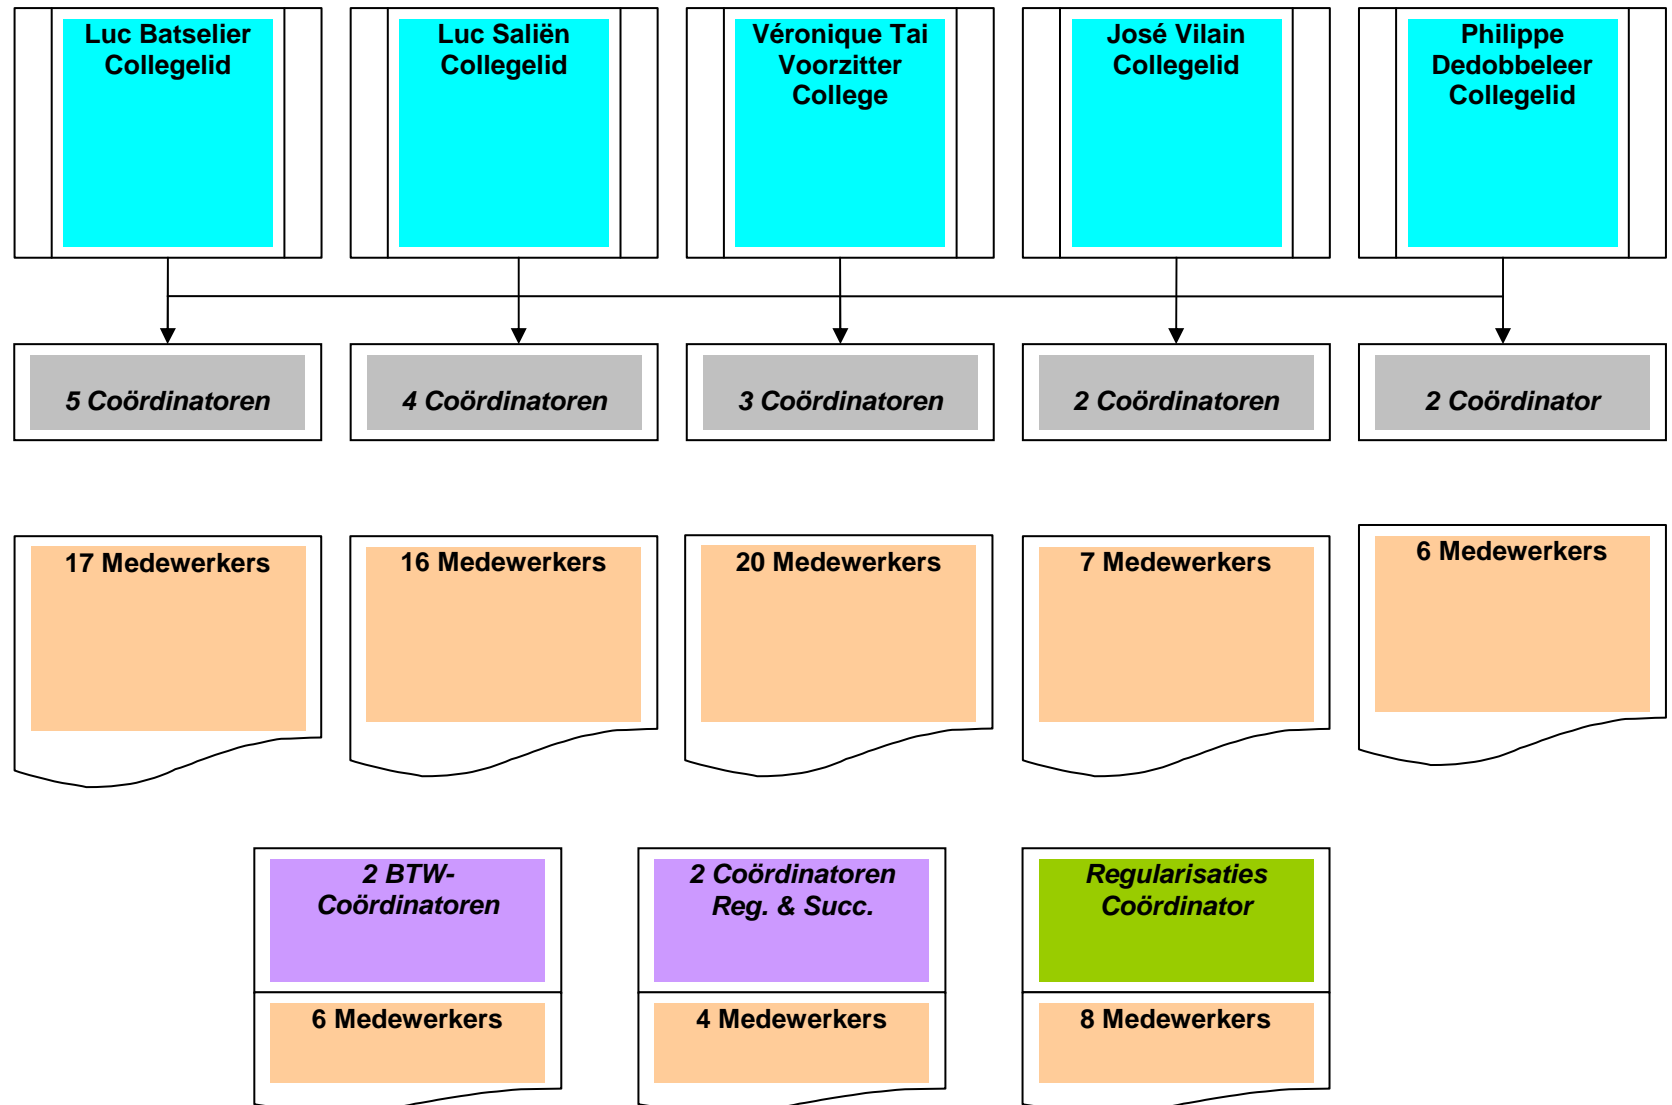 Luc Batselier
Collegelid
Luc Saliën
Collegelid
Véronique Tai
Voorzitter
College
José Vilain
Collegelid
Philippe
Dedobbeleer
Collegelid
5 Coördinatoren
4 Coördinatoren
3 Coördinatoren
2 Coördinatoren
2 Coördinator
17 Medewerkers
16 Medewerkers
20 Medewerkers
7 Medewerkers
6 Medewerkers
2 BTW-
Coördinatoren
2 Coördinatoren
Reg. & Succ.
Regularisaties
Coördinator
6 Medewerkers
4 Medewerkers
8 Medewerkers